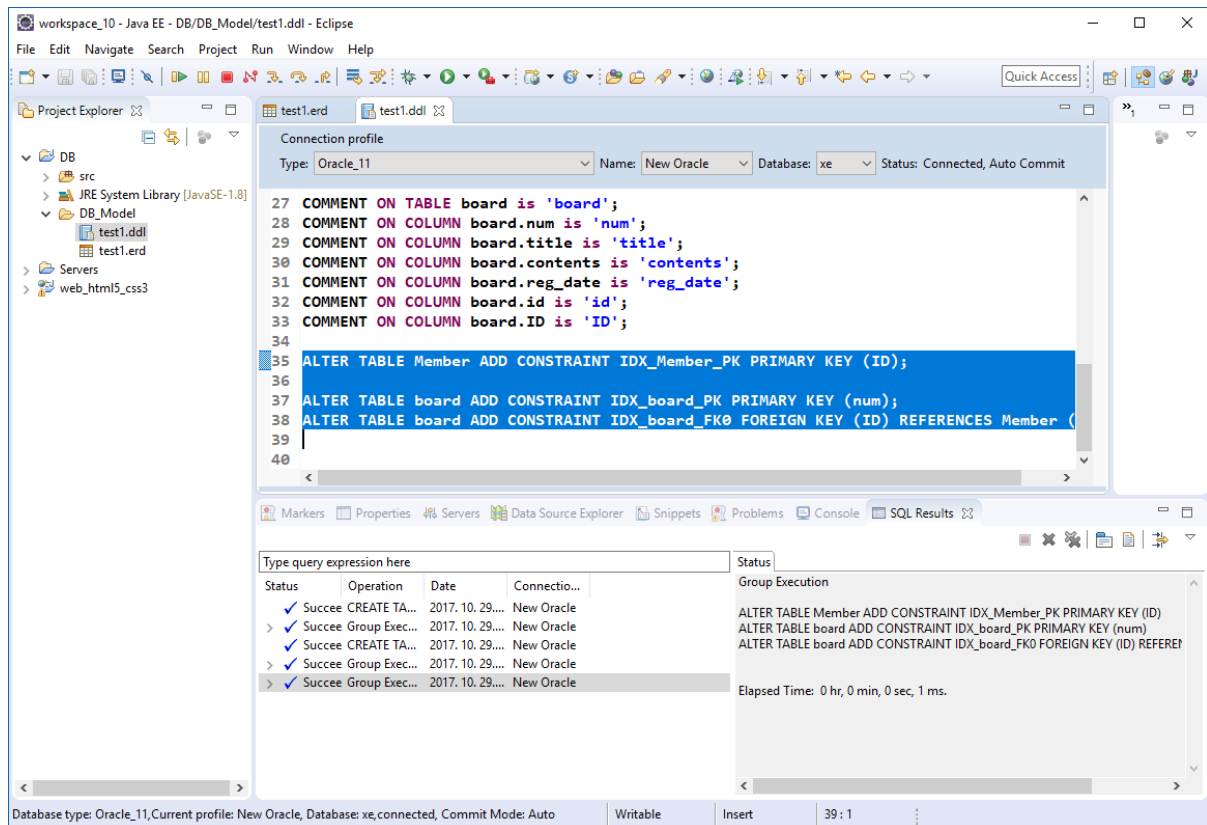 workspace_10 - Java EE - DB/DB_Model/test1.ddl - Eclipse
File Edit Navigate Search Project Run Window Help
Quick Access
Project Explorer
test1.erd test1.ddl
1
Connection profile
Type: Oracle_11 Name: New Oracle Database: xe Status: Connected, Auto Commit
DB
src
JRE System Library [JavaSE-1.8]
DB_Model
test1.ddl
test1.erd
Servers
web_html5_css3
27 COMMENT ON TABLE board is 'board';
28 COMMENT ON COLUMN board.num is 'num';
29 COMMENT ON COLUMN board.title is 'title';
30 COMMENT ON COLUMN board.contents is 'contents';
31 COMMENT ON COLUMN board.reg_date is 'reg_date';
32 COMMENT ON COLUMN board.id is 'id';
33 COMMENT ON COLUMN board.ID is 'ID';
34
35 ALTER TABLE Member ADD CONSTRAINT IDX_Member_PK PRIMARY KEY (ID);
36
37 ALTER TABLE board ADD CONSTRAINT IDX_board_PK PRIMARY KEY (num);
38 ALTER TABLE board ADD CONSTRAINT IDX_board_FK0 FOREIGN KEY (ID) REFERENCES Member (
39
40
Markers Properties Servers Data Source Explorer Snippets Problems Console SQL Results
Type query expression here
Status Operation Date Connectio...
Succee CREATE TA... 2017. 10. 29.... New Oracle
Succee Group Exec... 2017. 10. 29.... New Oracle
Succee CREATE TA... 2017. 10. 29.... New Oracle
Succee Group Exec... 2017. 10. 29.... New Oracle
Succee Group Exec... 2017. 10. 29.... New Oracle
Status
Group Execution
ALTER TABLE Member ADD CONSTRAINT IDX_Member_PK PRIMARY KEY (ID)
ALTER TABLE board ADD CONSTRAINT IDX_board_PK PRIMARY KEY (num)
ALTER TABLE board ADD CONSTRAINT IDX_board_FK0 FOREIGN KEY (ID) REFEREN
Elapsed Time: 0 hr, 0 min, 0 sec, 1 ms.
Database type: Oracle_11,Current profile: New Oracle, Database: xe,connected, Commit Mode: Auto Writable Insert 39 : 1